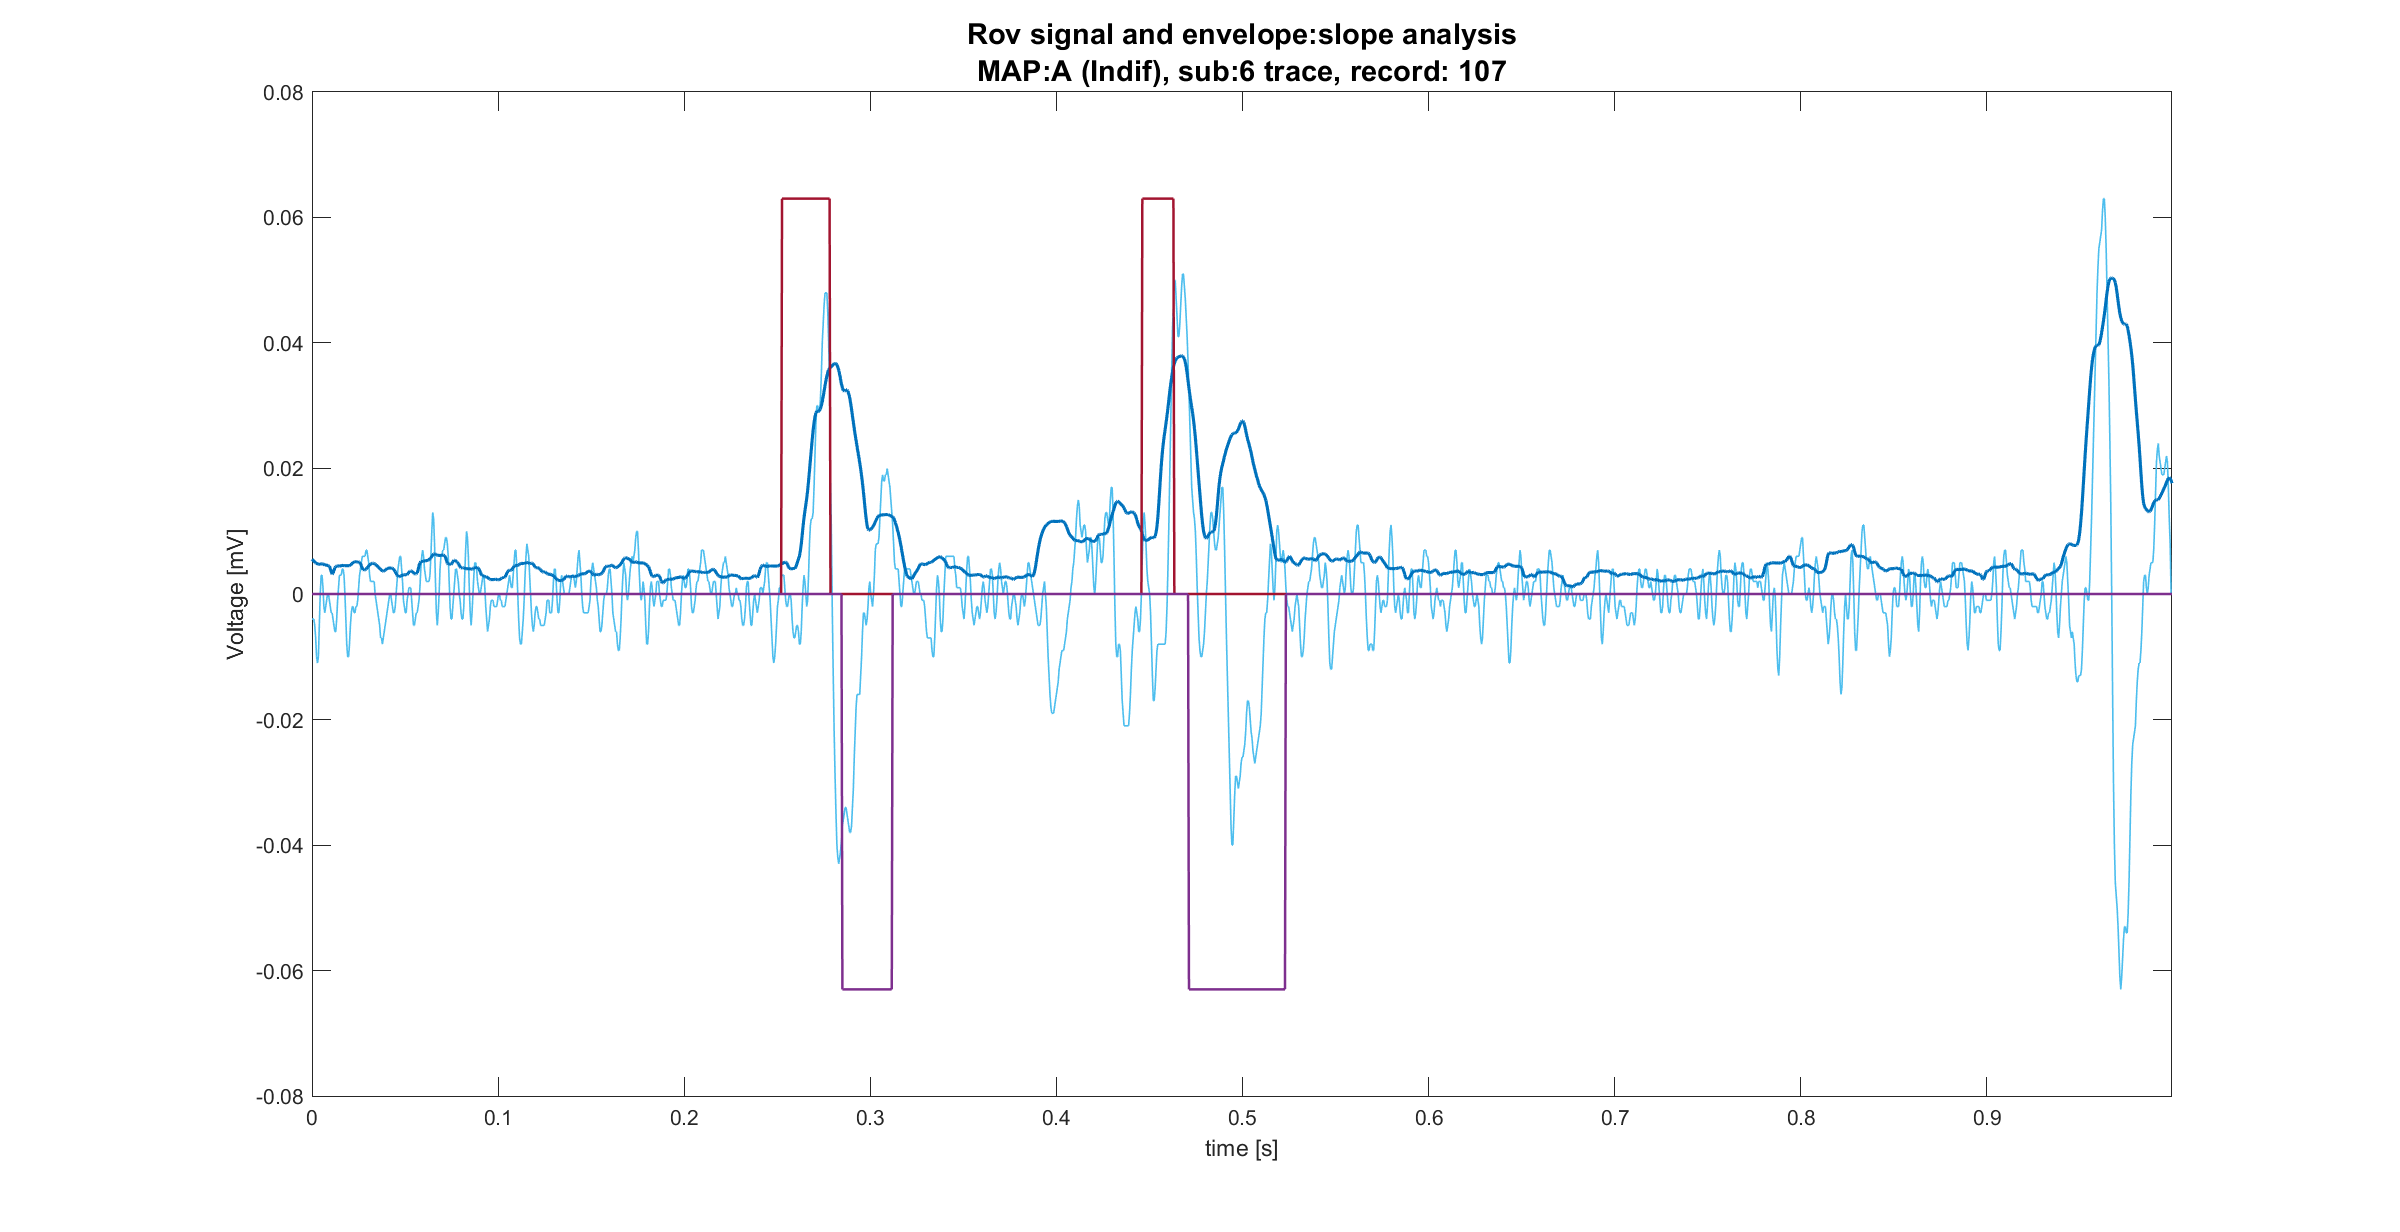 Rov signal and envelope:slope analysis
MAP:A (Indif), sub:6 trace, record: 107
0.08
0.06
0.04
0.02
0
-0.02
-0.04
-0.06
-0.08
Voltage [mV]
0 0.1 0.2 0.3 0.4 0.5 0.6 0.7 0.8 0.9
time [s]